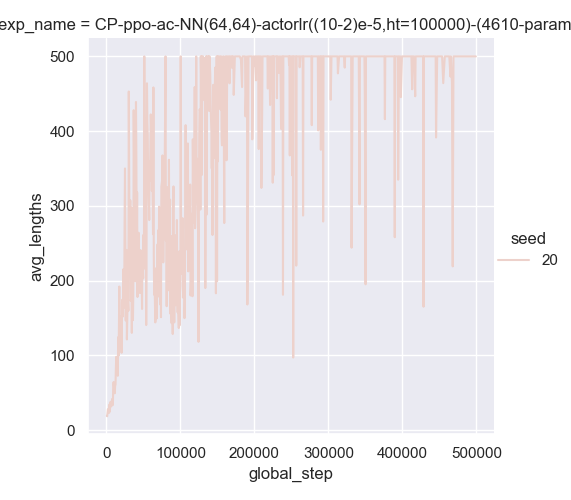 exp_name = CP-ppo-ac-NN(64,64)-actorlr((10-2)e-5,ht=100000)-(4610-param
500
400
300
200
100
0
avg_lengths
0 100000 200000 300000 400000 500000
global_step
seed
20